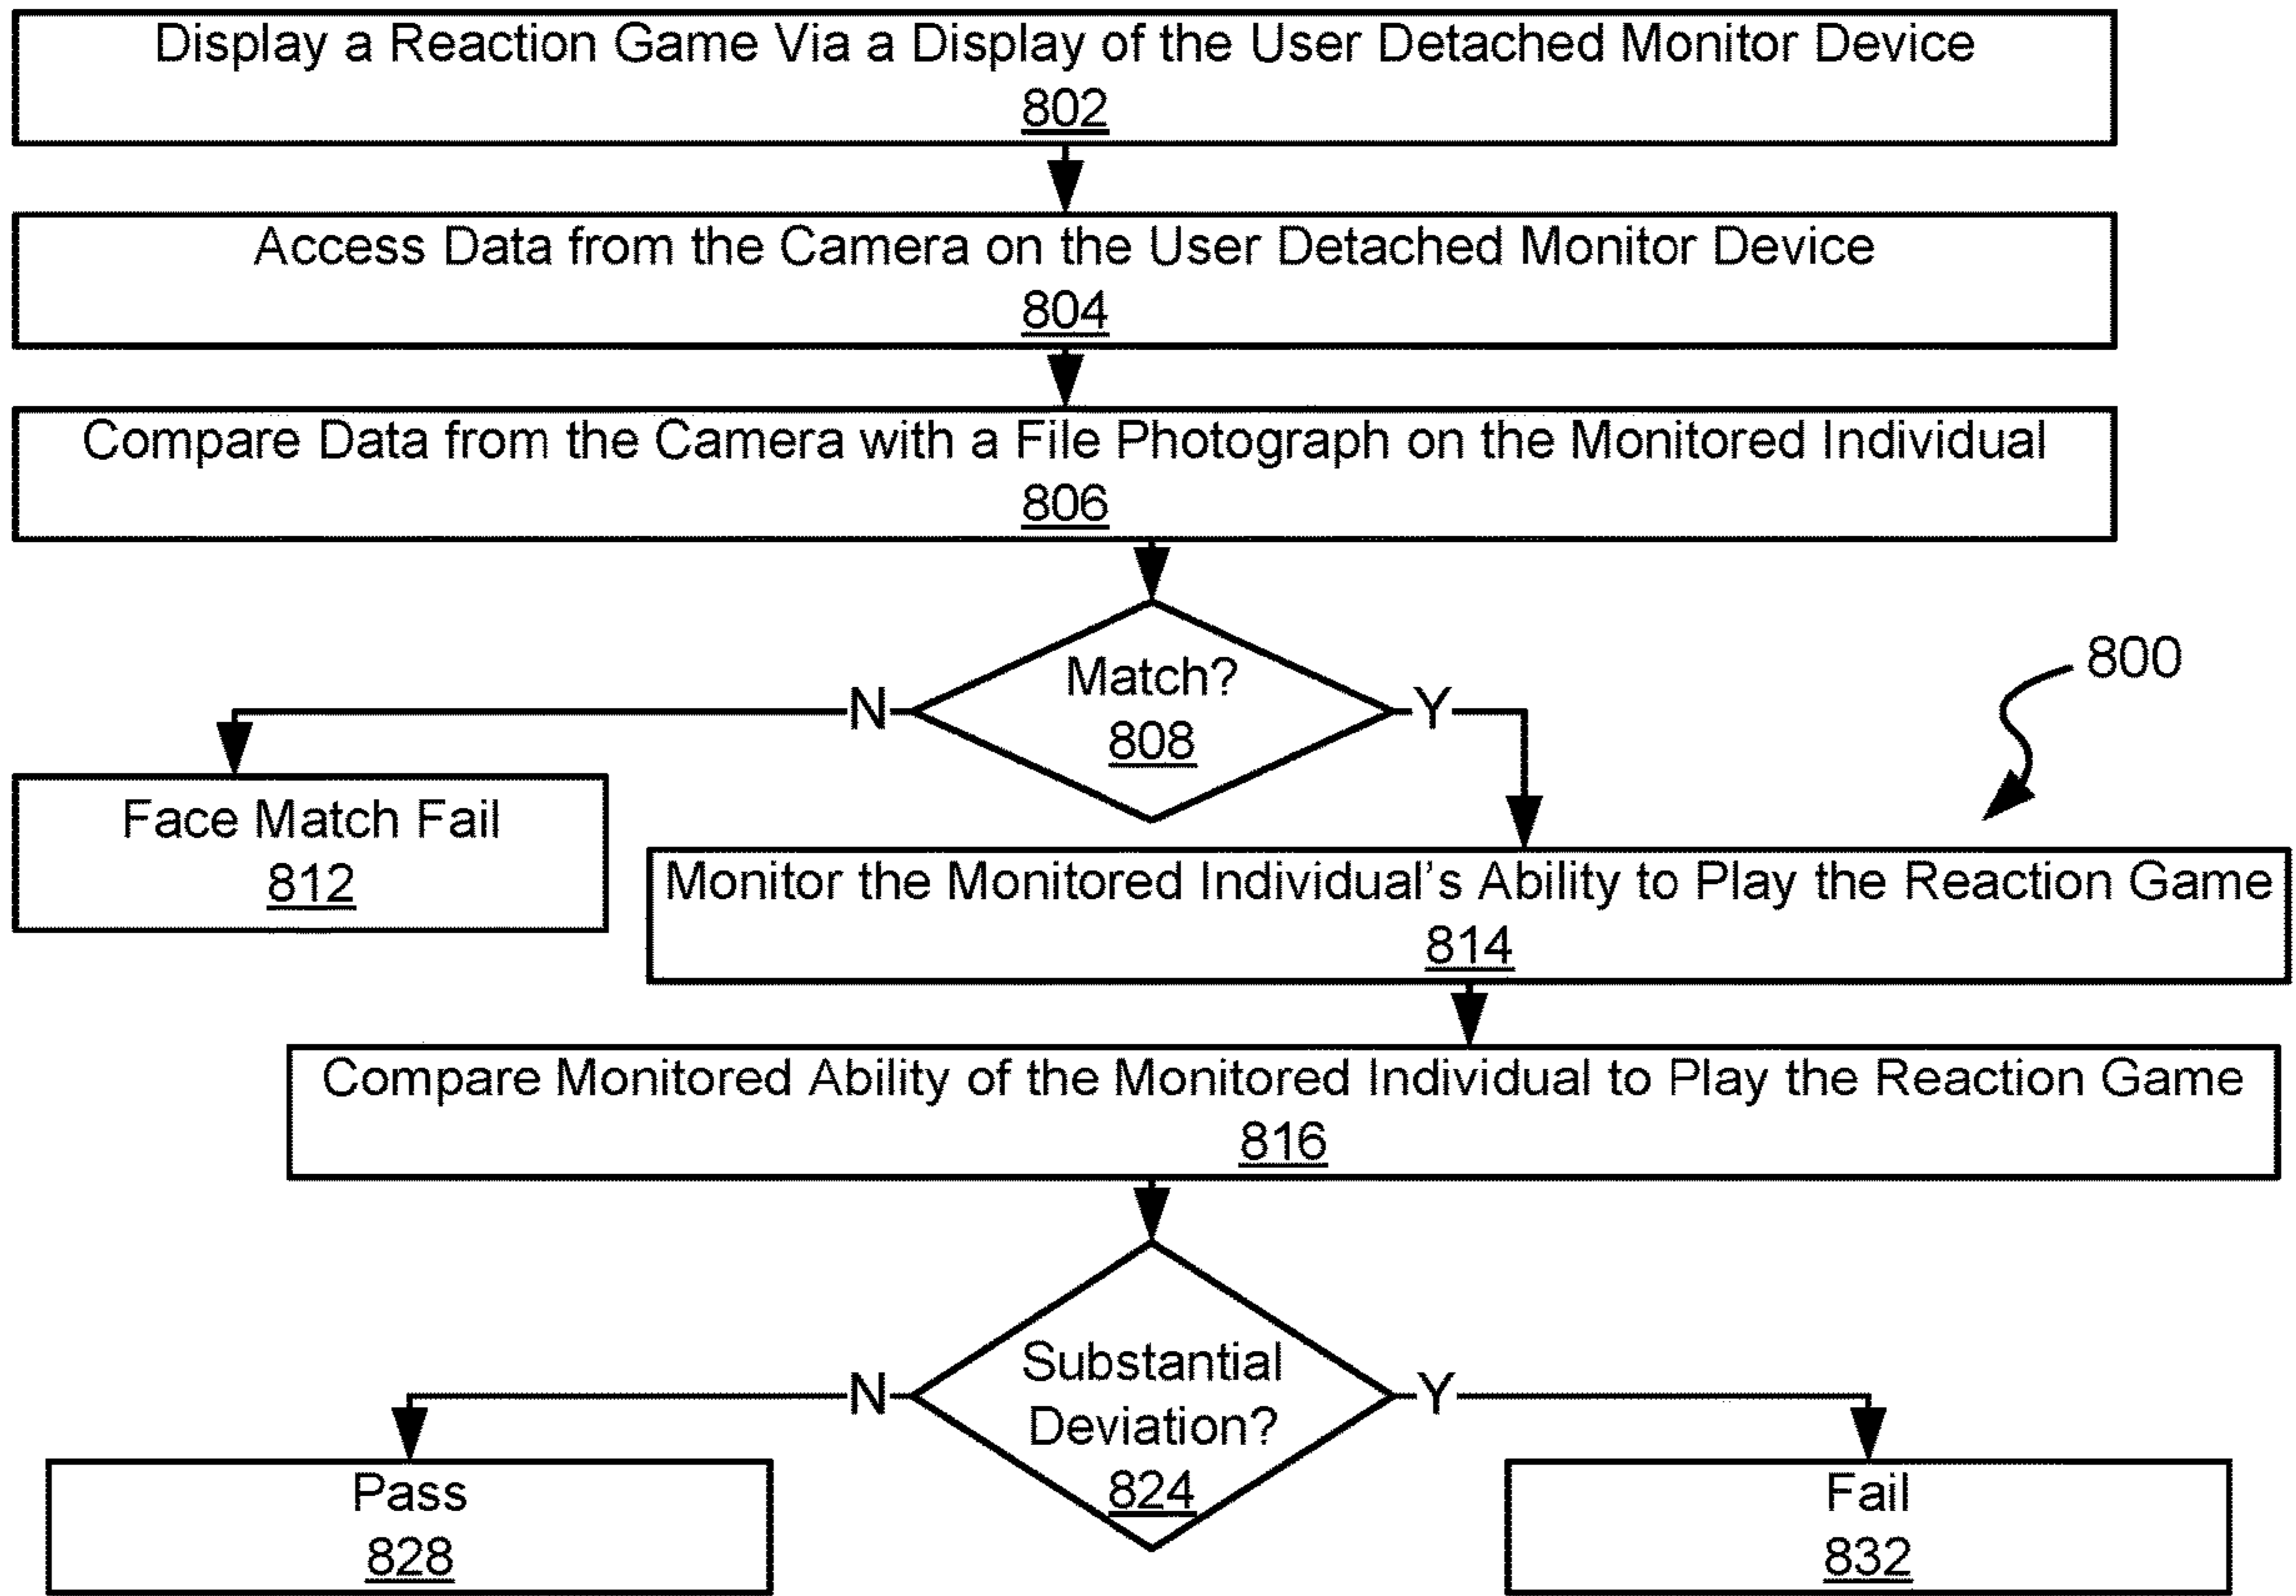 Display a Reaction Game Via a Display of the User Detached Monitor Device
802
Access Data from the Camera on the User Detached Monitor Device
804
Compare Data from the Camera with a File Photograph on the Monitored Individual
806
Match?
808
N
Y
800
Face Match Fail
812
Monitor the Monitored Individual's Ability to Play the Reaction Game
814
Compare Monitored Ability of the Monitored Individual to Play the Reaction Game
816
Substantial
Deviation?
824
N
Y
Pass
828
Fail
832